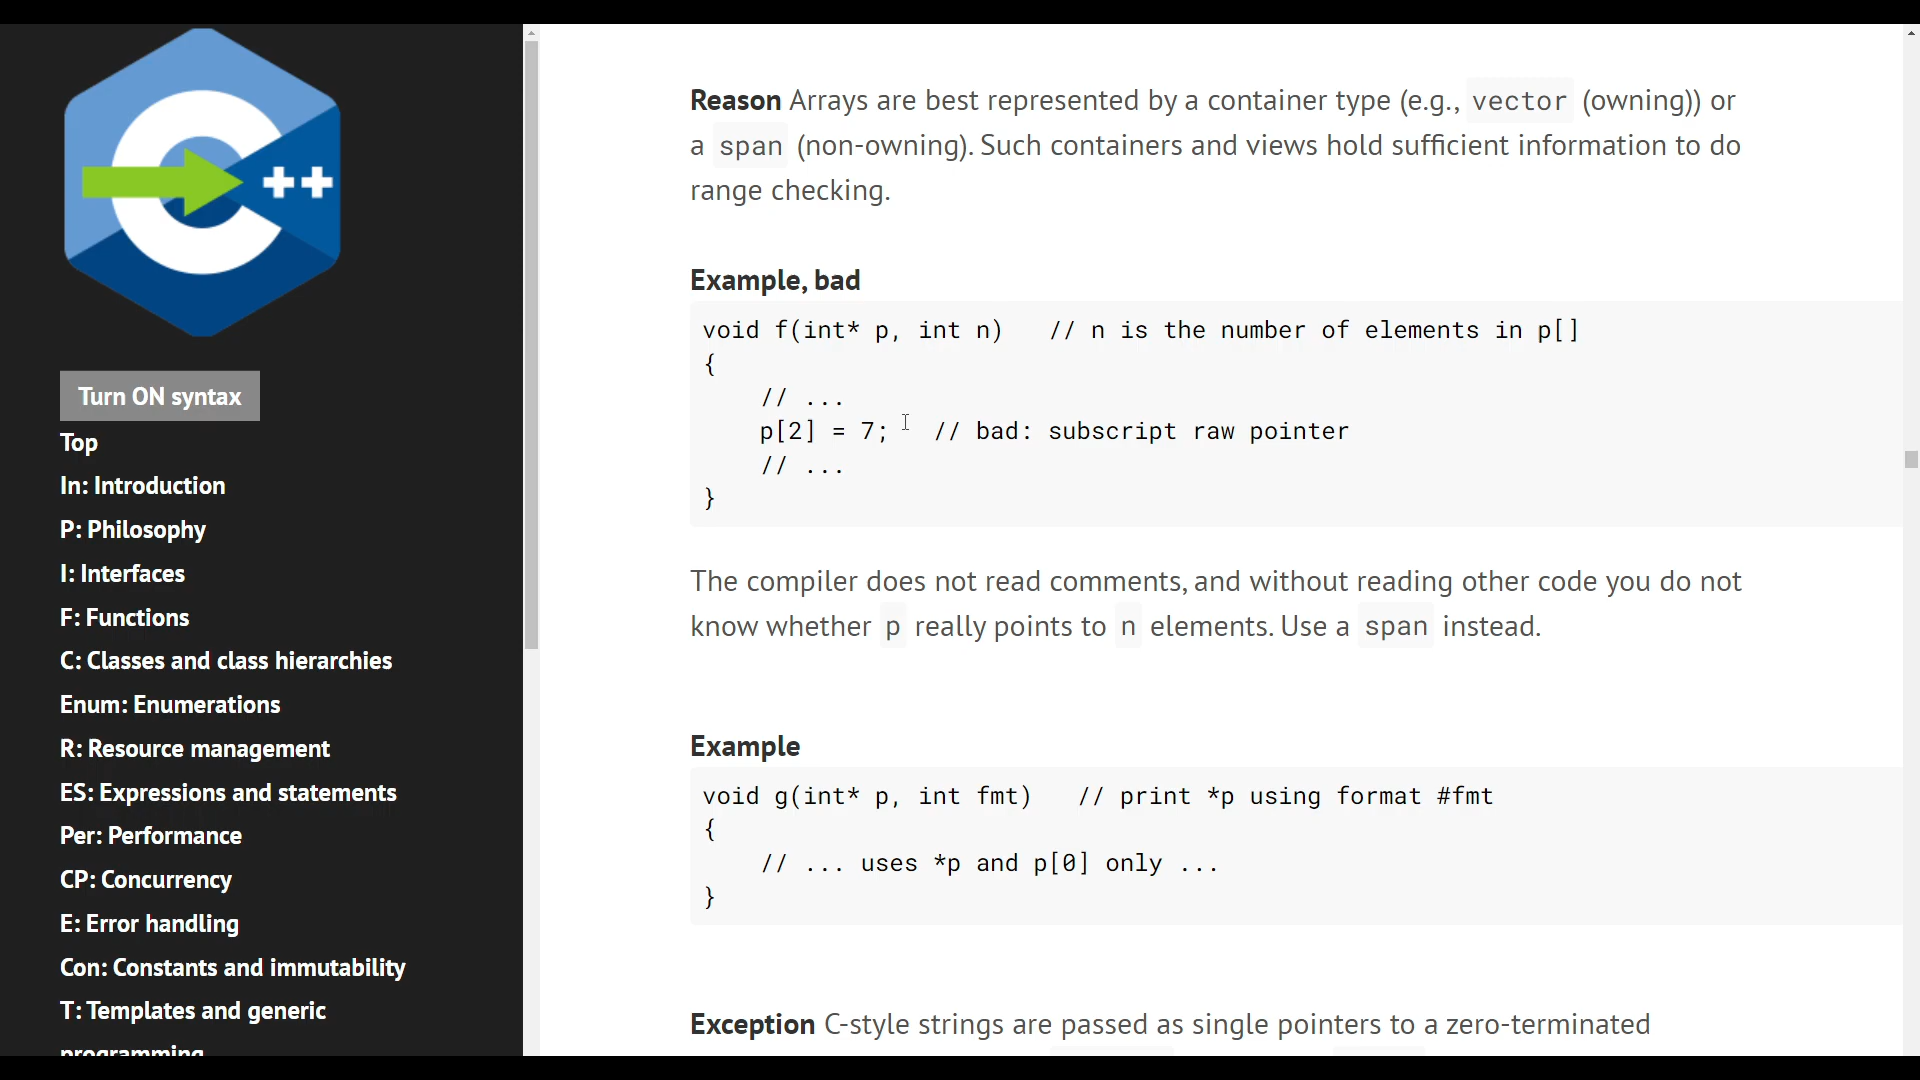 ++
Turn ON syntax
Top
In: Introduction
P: Philosophy
I: Interfaces
F: Functions
C: Classes and class hierarchies
Enum: Enumerations
R: Resource management
ES: Expressions and statements
Per: Performance
CP: Concurrency
E: Error handling
Con: Constants and immutability
T: Templates and generic
programming
Reason Arrays are best represented by a container type (e.g., vector (owning)) or
a span (non-owning). Such containers and views hold sufficient information to do
range checking.
Example, bad
void f(int* p, int n)   // n is the number of elements in p[]
{
    // ...
    p[2] = 7;   // bad: subscript raw pointer
    // ...
}
The compiler does not read comments, and without reading other code you do not
know whether p really points to n elements. Use a span instead.
Example
void g(int* p, int fmt)   // print *p using format #fmt
{
    // ... uses *p and p[0] only ...
}
Exception C-style strings are passed as single pointers to a zero-terminated